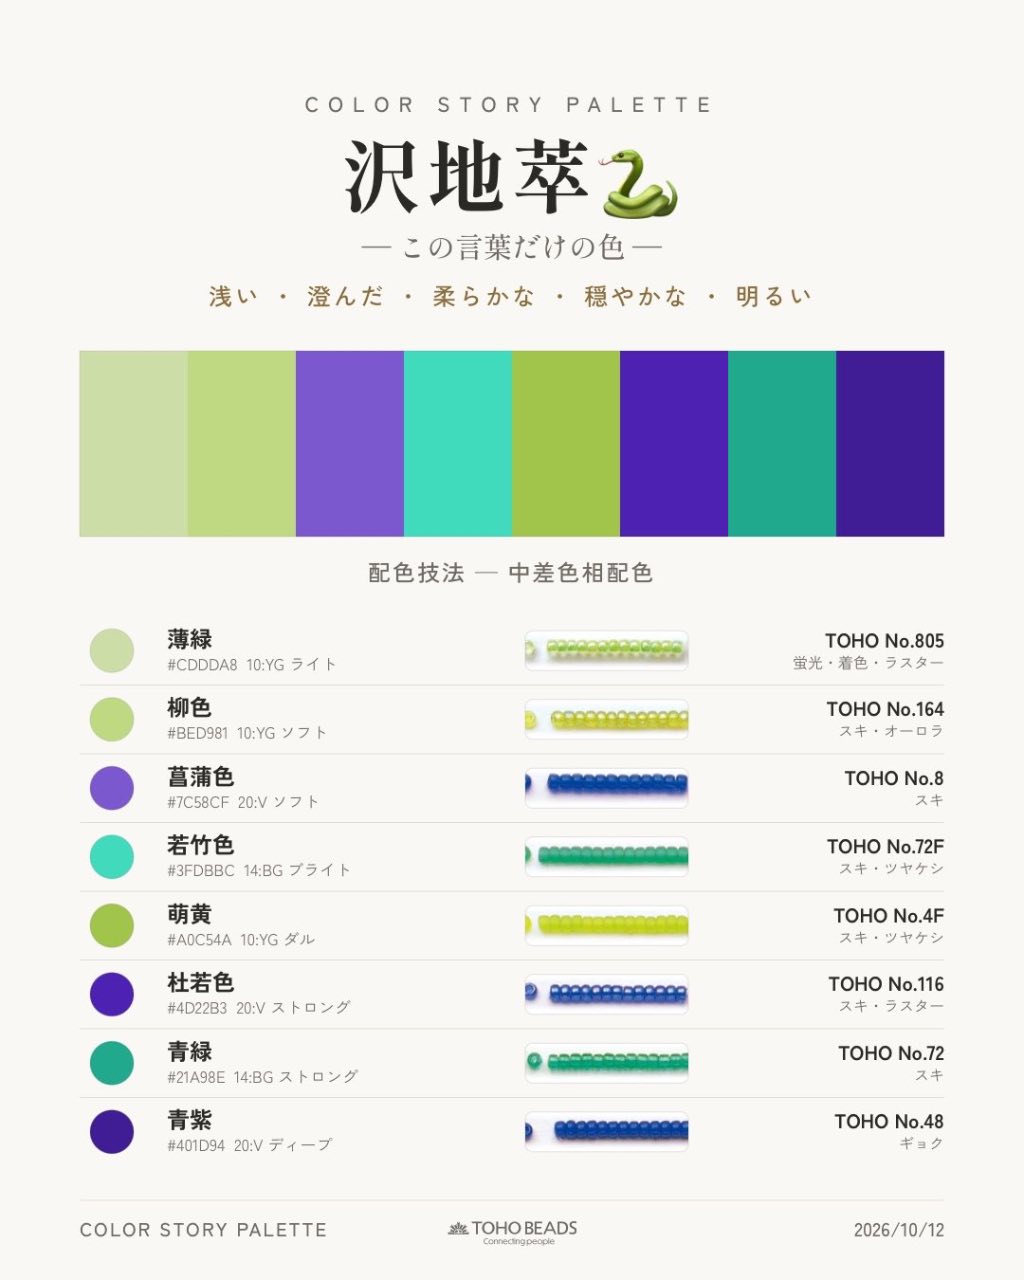 COLOR STORY PALETTE
沢地萃🐍
— この言葉だけの色 —
浅い ・ 澄んだ ・ 柔らかな ・ 穏やかな ・ 明るい
配色技法 — 中差色相配色
薄緑
#CDDDA8 10:YG ライト
TOHO No.805
蛍光・着色・ラスター
柳色
#BED981 10:YG ソフト
TOHO No.164
スキ・オーロラ
菖蒲色
#7C58CF 20:V ソフト
TOHO No.8
スキ
若竹色
#3FDBBC 14:BG ブライト
TOHO No.72F
スキ・ツヤケシ
萌黄
#A0C54A 10:YG ダル
TOHO No.4F
スキ・ツヤケシ
杜若色
#4D22B3 20:V ストロング
TOHO No.116
スキ・ラスター
青緑
#21A98E 14:BG ストロング
TOHO No.72
スキ
青紫
#401D94 20:V ディープ
TOHO No.48
ギョク
COLOR STORY PALETTE
TOHO BEADS
Connecting people
2026/10/12